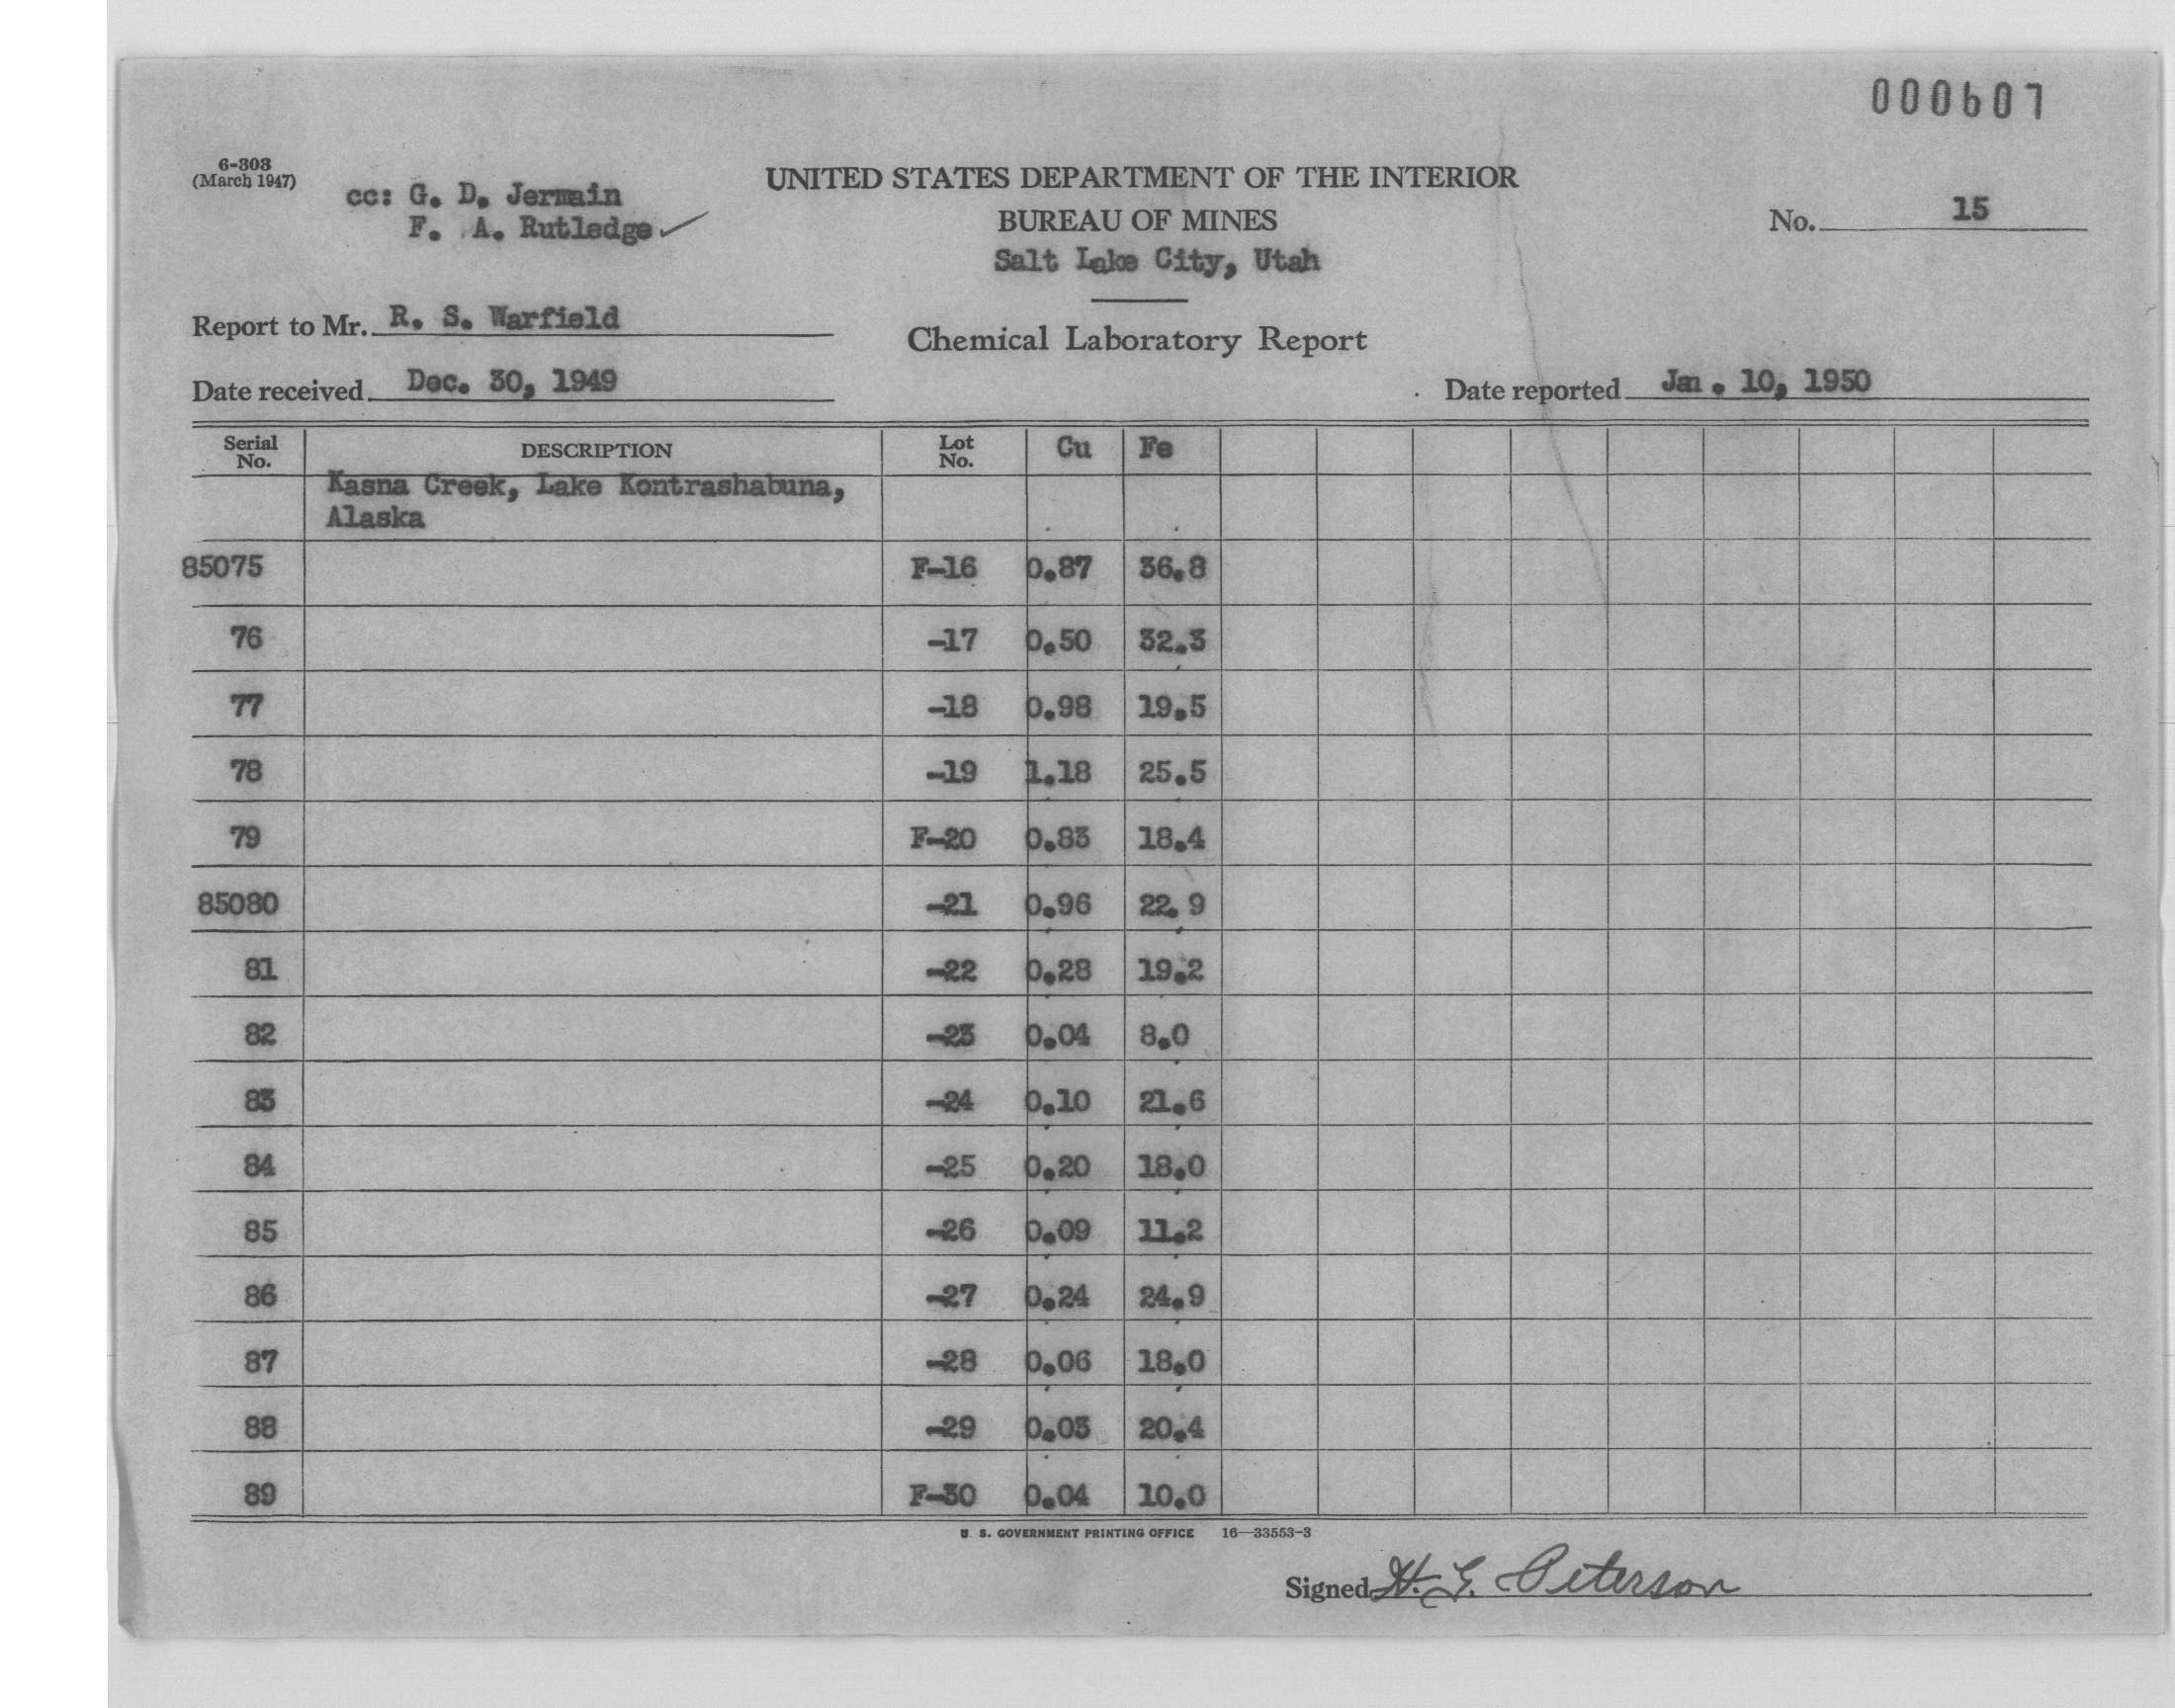 000607
6-303
(March 1947)
cc: G. D. Jermain
F. A. Rutledge ✓
UNITED STATES DEPARTMENT OF THE INTERIOR
BUREAU OF MINES
Salt Lake City, Utah
No. 15
Report to Mr. R. S. Warfield
Chemical Laboratory Report
Date received Dec. 30, 1949
Date reported Jan. 10, 1950
Serial No. DESCRIPTION Lot No. Cu Fe
Kasna Creek, Lake Kontrashabuna,
Alaska
85075 F-16 0.87 36.8
76 -17 0.50 32.3
77 -18 0.98 19.5
78 -19 1.18 25.5
79 F-20 0.83 18.4
85080 -21 0.96 22.9
81 -22 0.28 19.2
82 -23 0.04 8.0
83 -24 0.10 21.6
84 -25 0.20 18.0
85 -26 0.09 11.2
86 -27 0.24 24.9
87 -28 0.06 18.0
88 -29 0.03 20.4
89 F-30 0.04 10.0
U. S. GOVERNMENT PRINTING OFFICE 16—33553-3
Signed H. G. Peterson